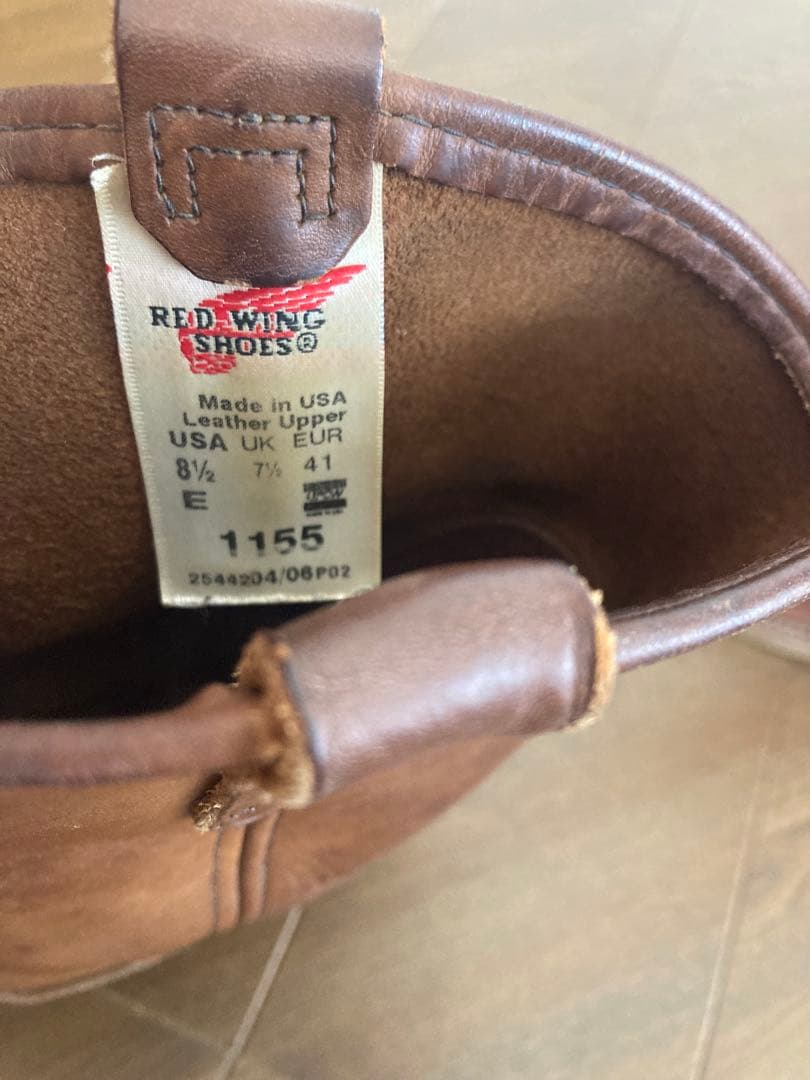 RED WING
SHOES®
Made in USA
Leather Upper
USA UK EUR
8½ 7½ 41
E UFCW
1155
2544204/06P02